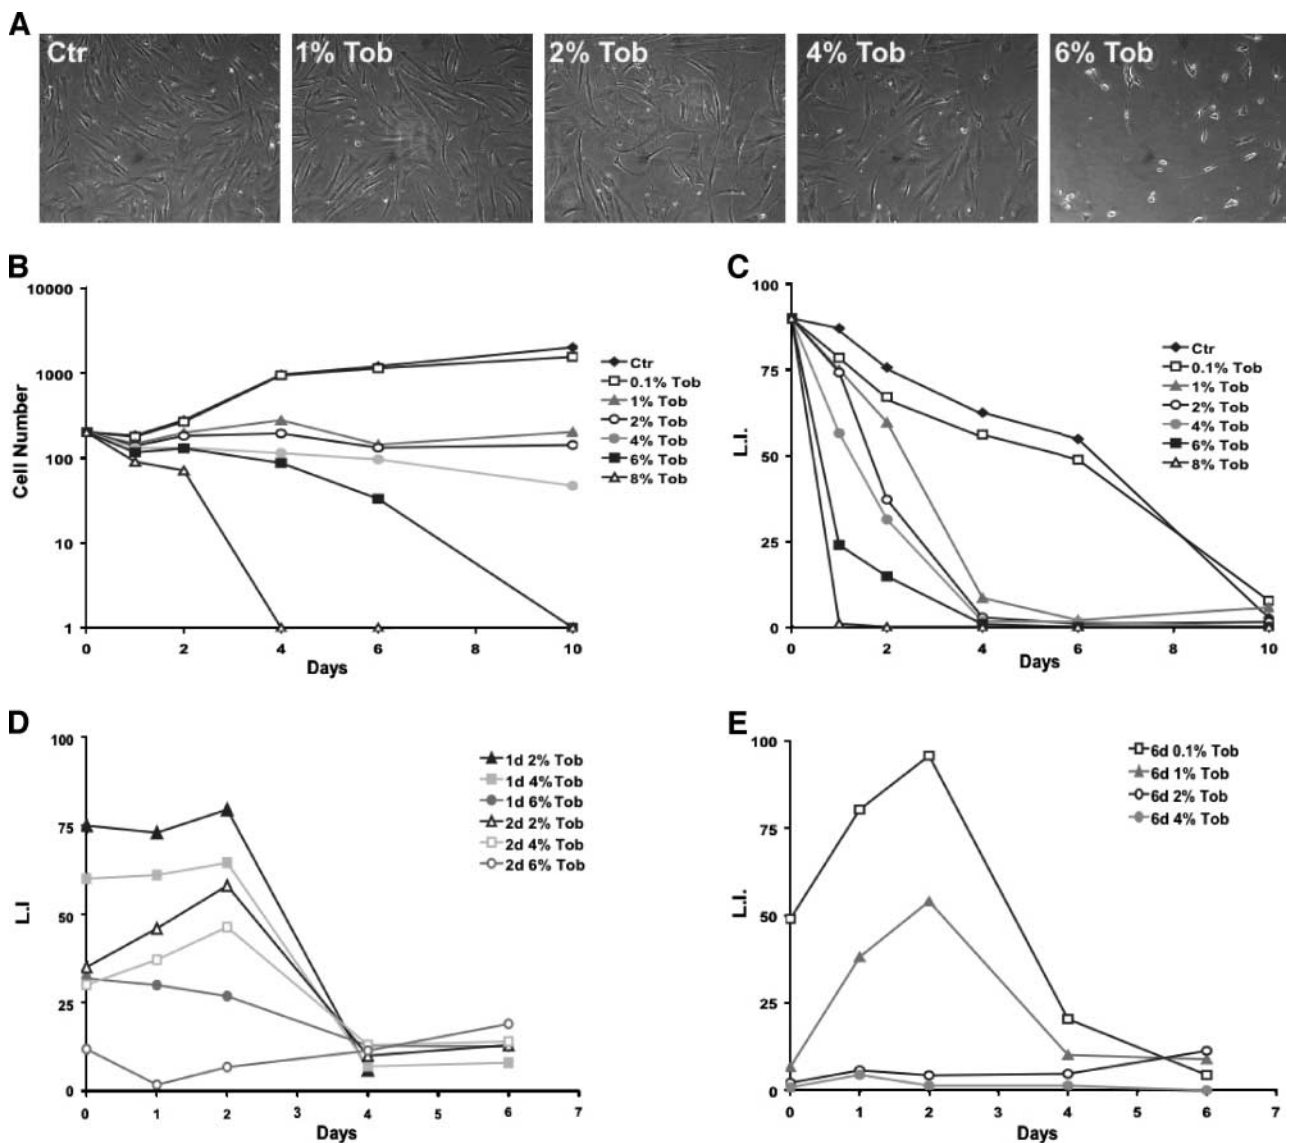 A
Ctr
1% Tob
2% Tob
4% Tob
6% Tob
B
10000
1000
100
10
1
Cell Number
0
2
4
6
8
10
Days
Ctr
0.1% Tob
1% Tob
2% Tob
4% Tob
6% Tob
8% Tob
C
100
75
50
25
0
L.I.
0
2
4
6
8
10
Days
Ctr
0.1% Tob
1% Tob
2% Tob
4% Tob
6% Tob
8% Tob
D
100
75
50
25
0
L.I
0
1
2
3
4
5
6
7
Days
1d 2% Tob
1d 4%Tob
1d 6%Tob
2d 2% Tob
2d 4% Tob
2d 6% Tob
E
100
75
50
25
0
L.I.
0
1
2
3
4
5
6
7
Days
6d 0.1% Tob
6d 1% Tob
6d 2% Tob
6d 4% Tob